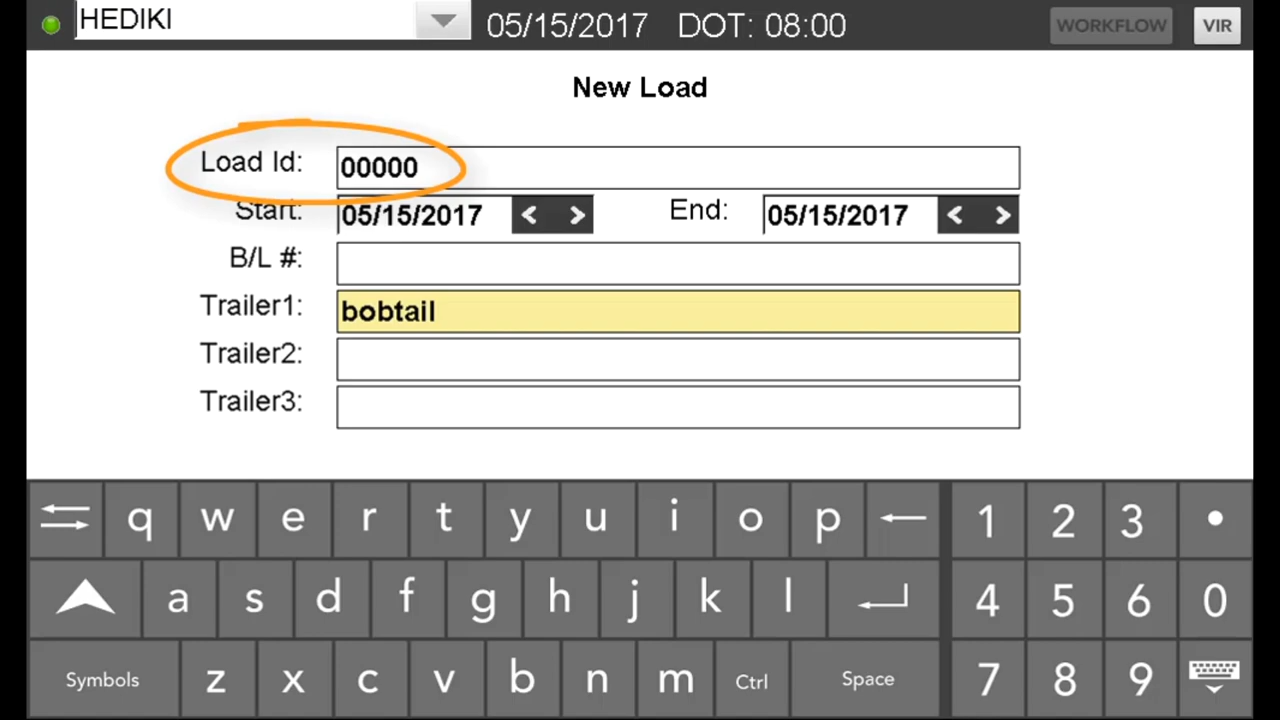 HEDIKI 05/15/2017 DOT: 08:00 WORKFLOW VIR
New Load
Load Id: 00000
Start: 05/15/2017 < > End: 05/15/2017 < >
B/L #:
Trailer1: bobtail
Trailer2:
Trailer3:
q w e r t y u i o p 1 2 3 •
a s d f g h j k l 4 5 6 0
Symbols z x c v b n m Ctrl Space 7 8 9